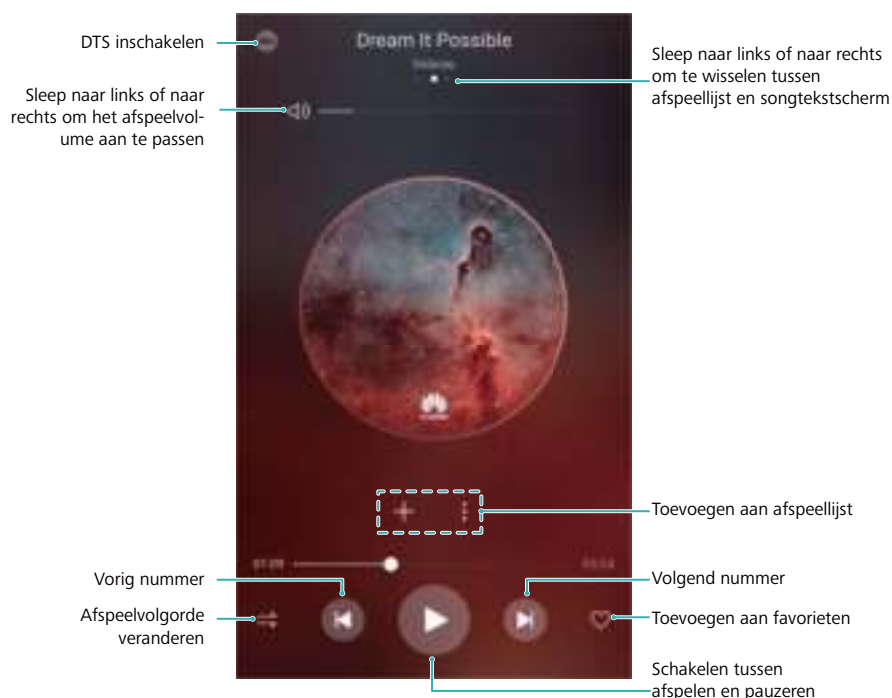 DTS inschakelen
Dream It Possible
Sleep naar links of naar rechts
om te wisselen tussen
afspeellijst en songtekstscherm
Sleep naar links of naar
rechts om het afspeelvol-
ume aan te passen
Toevoegen aan afspeellijst
Vorig nummer
Volgend nummer
Afspeelvolgorde
veranderen
Toevoegen aan favorieten
Schakelen tussen
afspelen en pauzeren